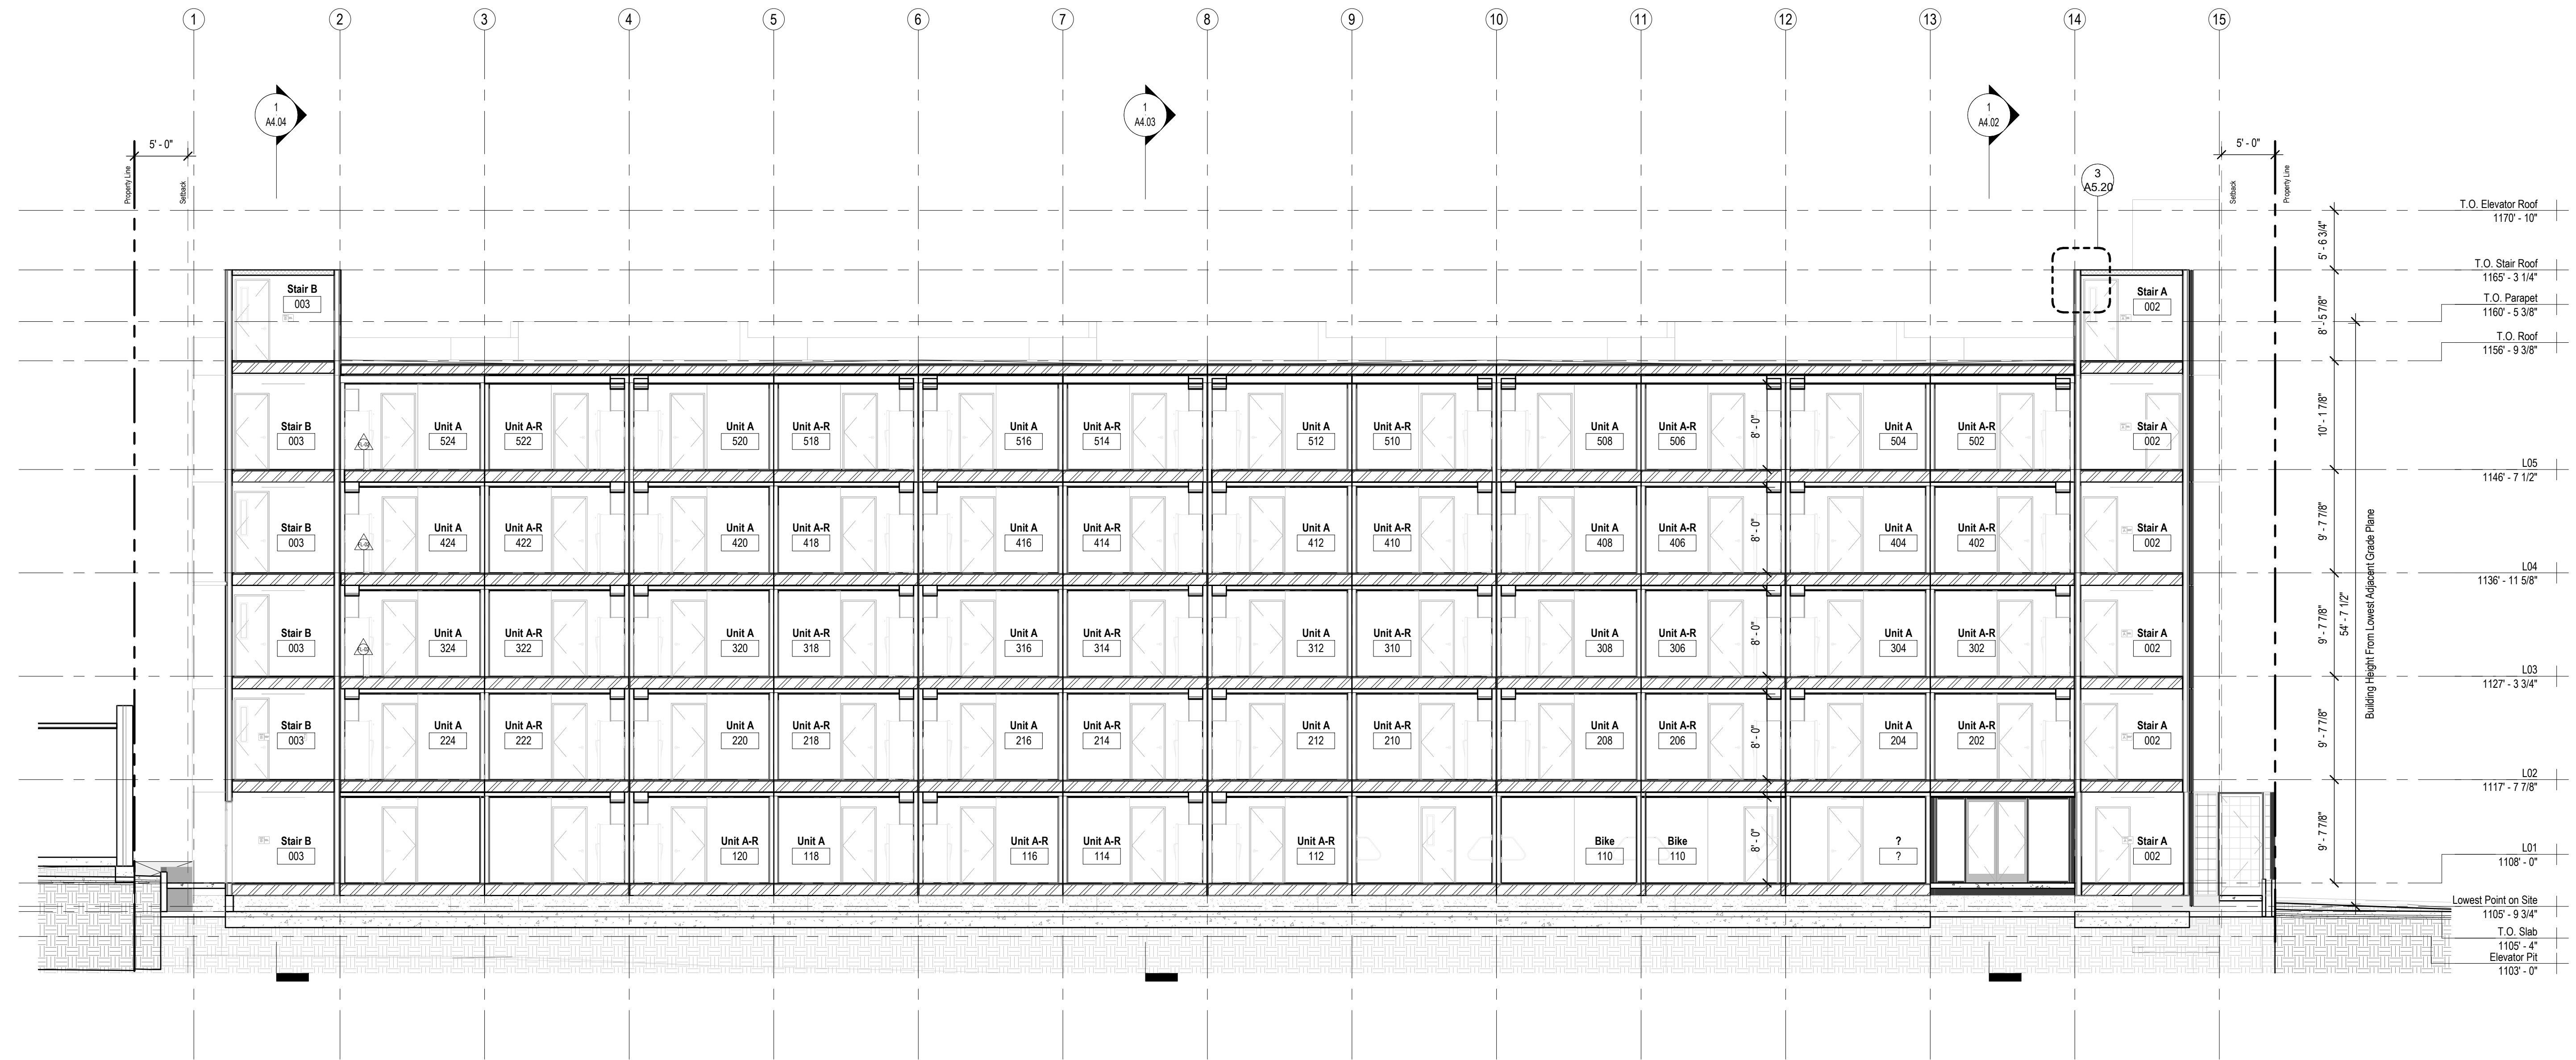 1 2 3 4 5 6 7 8 9 10 11 12 13 14 15
1
A4.04
1
A4.03
1
A4.02
5' - 0"
5' - 0"
Property Line
Setback
3
A5.20
Setback
Property Line
T.O. Elevator Roof
1170' - 10"
5' - 6 3/4"
T.O. Stair Roof
1165' - 3 1/4"
T.O. Parapet
1160' - 5 3/8"
8' - 5 7/8"
T.O. Roof
1156' - 9 3/8"
Stair B
003
Stair A
002
Stair B Unit A Unit A-R Unit A Unit A-R Unit A Unit A-R Unit A Unit A-R Unit A Unit A-R Unit A Unit A-R Stair A
003 524 522 520 518 516 514 512 510 508 506 504 502 002
8' - 0"
10' - 1 7/8"
L05
1146' - 7 1/2"
Stair B Unit A Unit A-R Unit A Unit A-R Unit A Unit A-R Unit A Unit A-R Unit A Unit A-R Unit A Unit A-R Stair A
003 424 422 420 418 416 414 412 410 408 406 404 402 002
8' - 0"
9' - 7 7/8"
L04
1136' - 11 5/8"
Stair B Unit A Unit A-R Unit A Unit A-R Unit A Unit A-R Unit A Unit A-R Unit A Unit A-R Unit A Unit A-R Stair A
003 324 322 320 318 316 314 312 310 308 306 304 302 002
8' - 0"
9' - 7 7/8"
54' - 7 1/2"
Building Height From Lowest Adjacent Grade Plane
L03
1127' - 3 3/4"
Stair B Unit A Unit A-R Unit A Unit A-R Unit A Unit A-R Unit A Unit A-R Unit A Unit A-R Unit A Unit A-R Stair A
003 224 222 220 218 216 214 212 210 208 206 204 202 002
8' - 0"
9' - 7 7/8"
L02
1117' - 7 7/8"
Stair B Unit A-R Unit A Unit A-R Unit A-R Unit A-R Bike Bike ? Stair A
003 120 118 116 114 112 110 110 ? 002
8' - 0"
9' - 7 7/8"
L01
1108' - 0"
Lowest Point on Site
1105' - 9 3/4"
T.O. Slab
1105' - 4"
Elevator Pit
1103' - 0"